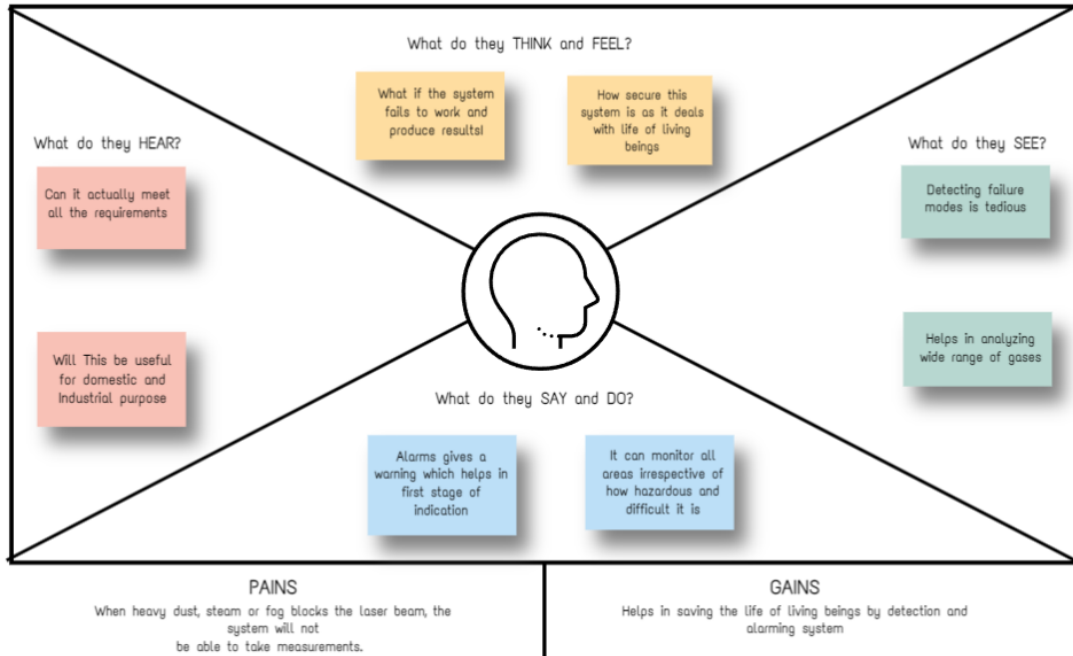 What do they THINK and FEEL?
What if the system
fails to work and
produce results!
How secure this
system is as it deals
with life of living
beings
What do they HEAR?
Can it actually meet
all the requirements
Will This be useful
for domestic and
Industrial purpose
What do they SEE?
Detecting failure
modes is tedious
Helps in analyzing
wide range of gases
What do they SAY and DO?
Alarms gives a
warning which helps in
first stage of
indication
It can monitor all
areas irrespective of
how hazardous and
difficult it is
PAINS
When heavy dust, steam or fog blocks the laser beam, the
system will not
be able to take measurements.
GAINS
Helps in saving the life of living beings by detection and
alarming system